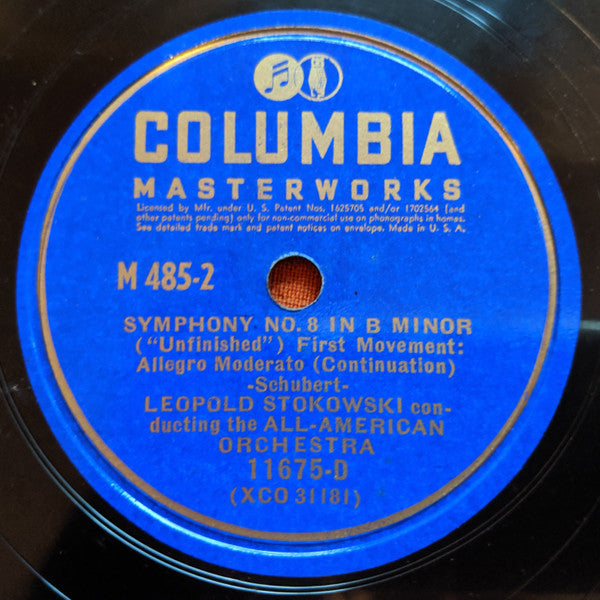 COLUMBIA
MASTERWORKS
Licensed by Mfr. under U. S. Patent Nos. 1625705 and/or 1702564 (and
other patents pending) only for non-commercial use on phonographs in homes.
See detailed trade mark and patent notices on envelope. Made in U. S. A.
M 485-2
SYMPHONY NO. 8 IN B MINOR
("Unfinished") First Movement:
Allegro Moderato (Continuation)
-Schubert-
LEOPOLD STOKOWSKI con-
ducting the ALL-AMERICAN
ORCHESTRA
11675-D
(XCO 31181)